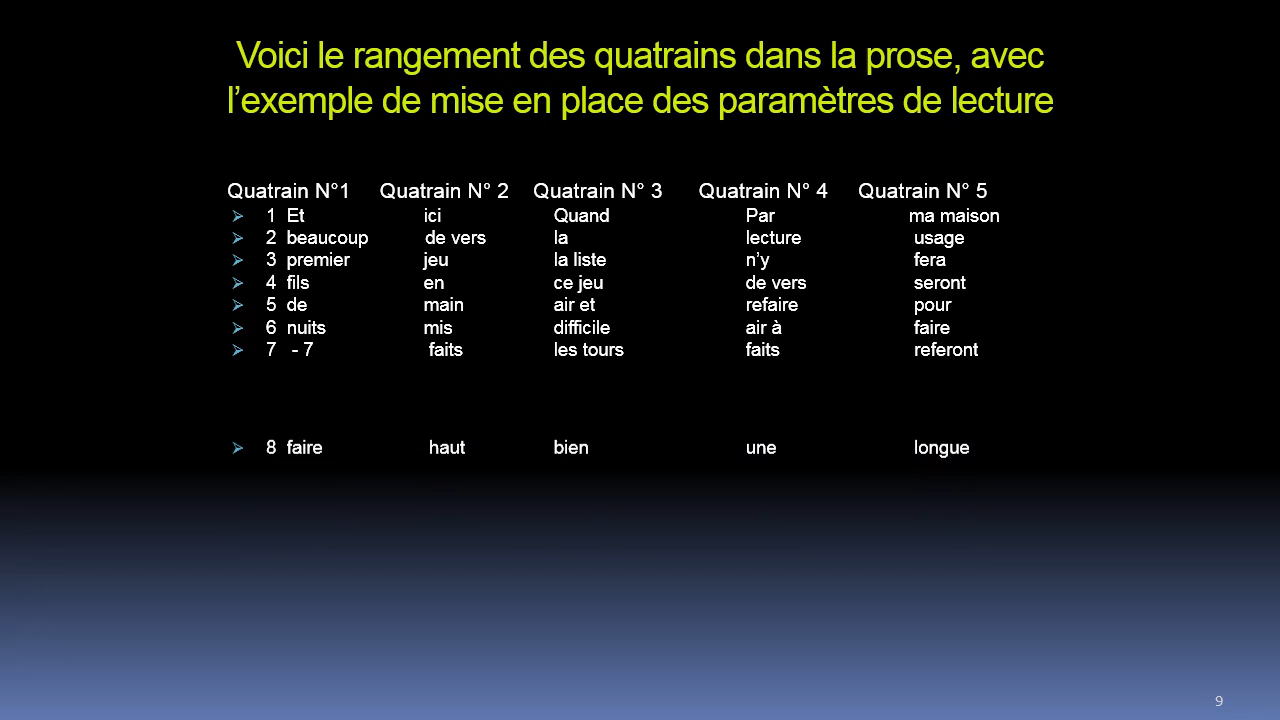 Voici le rangement des quatrains dans la prose, avec
l’exemple de mise en place des paramètres de lecture
Quatrain N°1 Quatrain N° 2 Quatrain N° 3 Quatrain N° 4 Quatrain N° 5
1 Et ici Quand Par ma maison
2 beaucoup de vers la lecture usage
3 premier jeu la liste n’y fera
4 fils en ce jeu de vers seront
5 de main air et refaire pour
6 nuits mis difficile air à faire
7 - 7 faits les tours faits referont
8 faire haut bien une longue
9